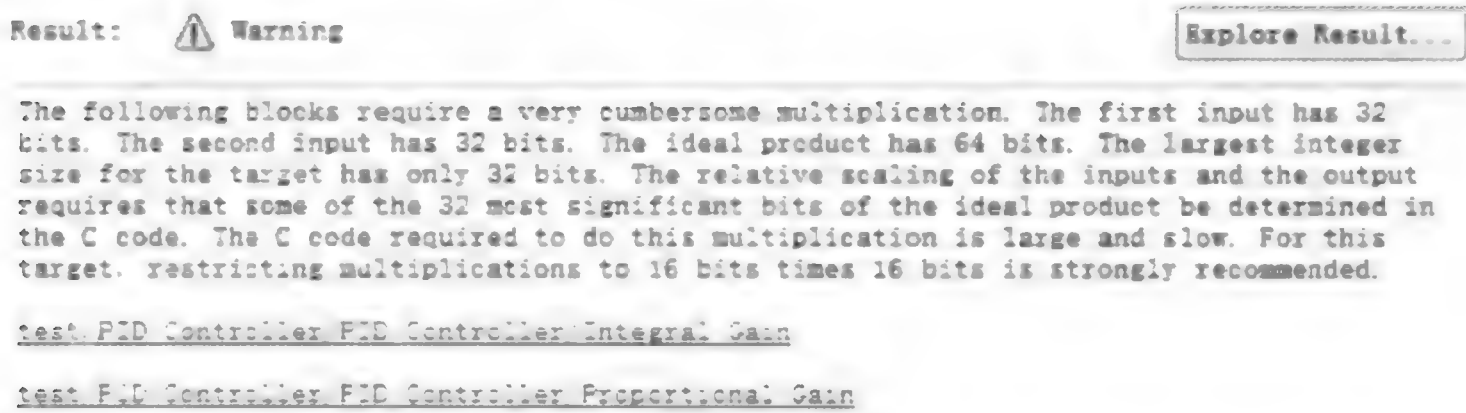 Result: Warning Explore Result...
The following blocks require a very cumbersome multiplication. The first input has 32
bits. The second input has 32 bits. The ideal product has 64 bits. The largest integer
size for the target has only 32 bits. The relative scaling of the inputs and the output
requires that some of the 32 most significant bits of the ideal product be determined in
the C code. The C code required to do this multiplication is large and slow. For this
target, restricting multiplications to 16 bits times 16 bits is strongly recommended.
test PID Controller PID Controller Integral Gain
test PID Controller PID Controller Proportional Gain